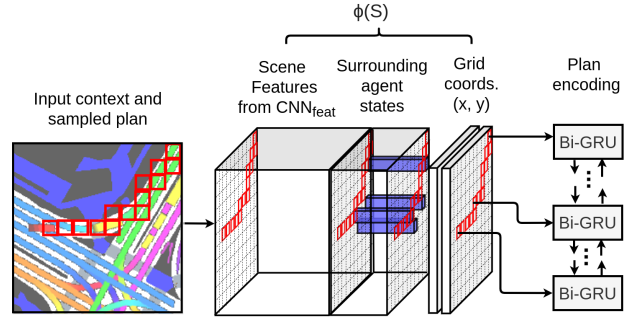 ϕ(S)
Input context and
sampled plan
Scene
Features
from CNNfeat
Surrounding
agent
states
Grid
coords.
(x, y)
Plan
encoding
Bi-GRU
Bi-GRU
Bi-GRU